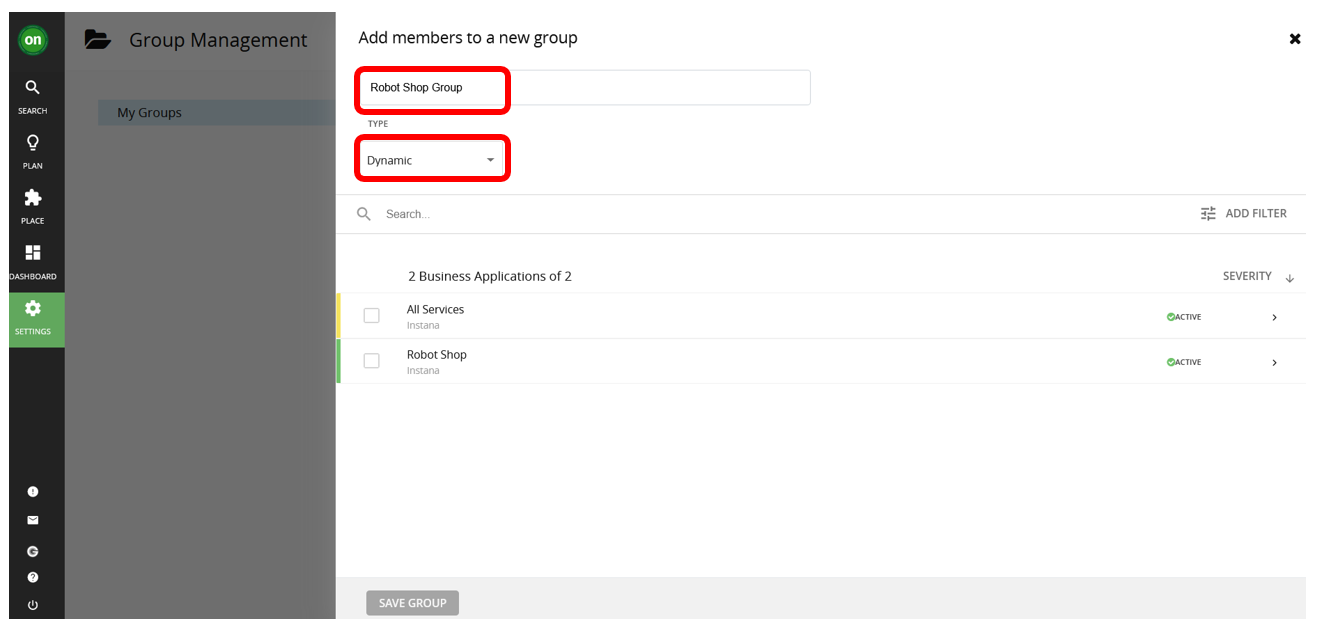 on
Group Management
SEARCH
PLAN
PLACE
DASHBOARD
SETTINGS
My Groups
Add members to a new group
Robot Shop Group
TYPE
Dynamic
Search...
ADD FILTER
2 Business Applications of 2
SEVERITY
All Services
Instana
ACTIVE
Robot Shop
Instana
ACTIVE
SAVE GROUP